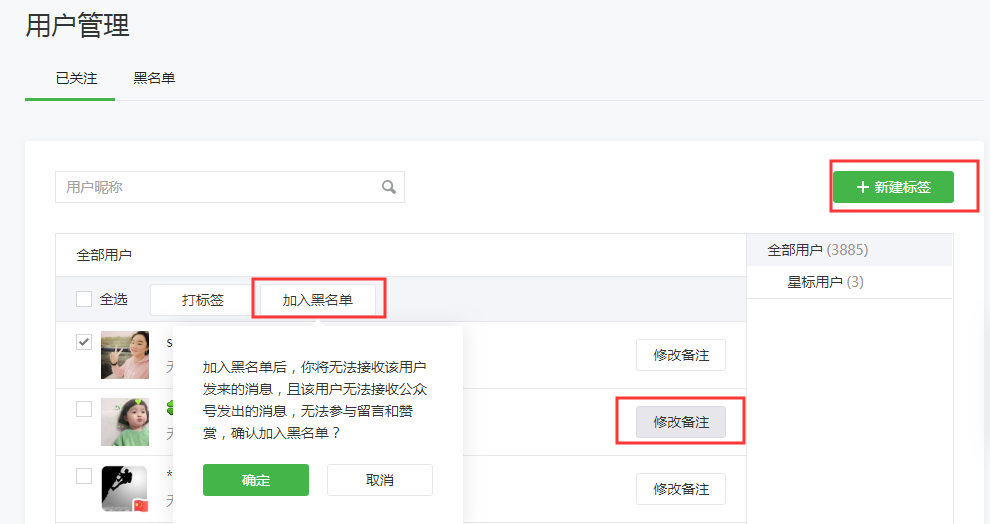 用户管理
已关注 黑名单
用户昵称
+ 新建标签
全部用户
全部用户 (3885)
星标用户 (3)
全选 打标签 加入黑名单
s
修改备注
加入黑名单后，你将无法接收该用户
发来的消息，且该用户无法接收公众
号发出的消息，无法参与留言和赞
赏，确认加入黑名单？
修改备注
确定 取消
*
修改备注